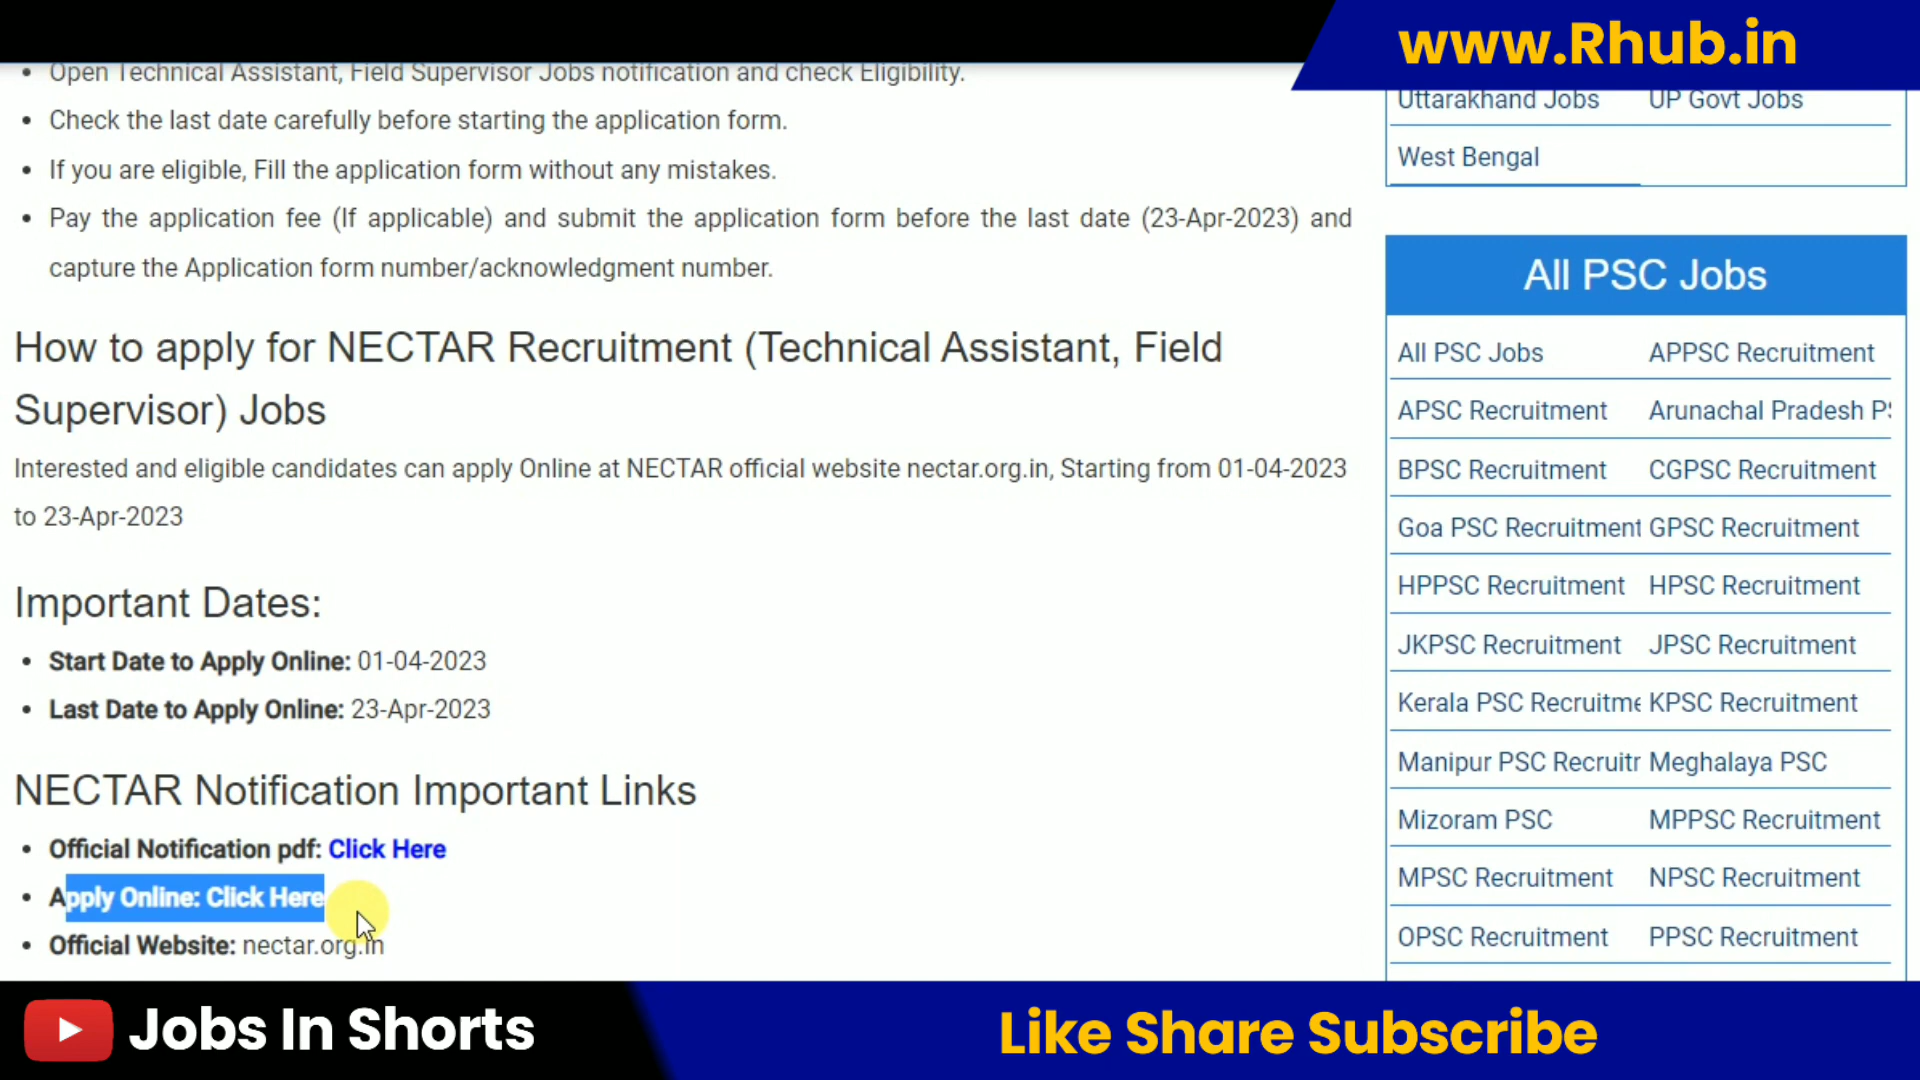 www.Rhub.in
Open Technical Assistant, Field Supervisor Jobs notification and check Eligibility.
Check the last date carefully before starting the application form.
If you are eligible, Fill the application form without any mistakes.
Pay the application fee (If applicable) and submit the application form before the last date (23-Apr-2023) and
capture the Application form number/acknowledgment number.
How to apply for NECTAR Recruitment (Technical Assistant, Field
Supervisor) Jobs
Interested and eligible candidates can apply Online at NECTAR official website nectar.org.in, Starting from 01-04-2023
to 23-Apr-2023
Important Dates:
Start Date to Apply Online: 01-04-2023
Last Date to Apply Online: 23-Apr-2023
NECTAR Notification Important Links
Official Notification pdf: Click Here
Apply Online: Click Here
Official Website: nectar.org.in
Uttarakhand Jobs UP Govt Jobs
West Bengal
All PSC Jobs
All PSC Jobs APPSC Recruitment
APSC Recruitment Arunachal Pradesh PS
BPSC Recruitment CGPSC Recruitment
Goa PSC Recruitment GPSC Recruitment
HPPSC Recruitment HPSC Recruitment
JKPSC Recruitment JPSC Recruitment
Kerala PSC Recruitme KPSC Recruitment
Manipur PSC Recruitr Meghalaya PSC
Mizoram PSC MPPSC Recruitment
MPSC Recruitment NPSC Recruitment
OPSC Recruitment PPSC Recruitment
Jobs In Shorts
Like Share Subscribe